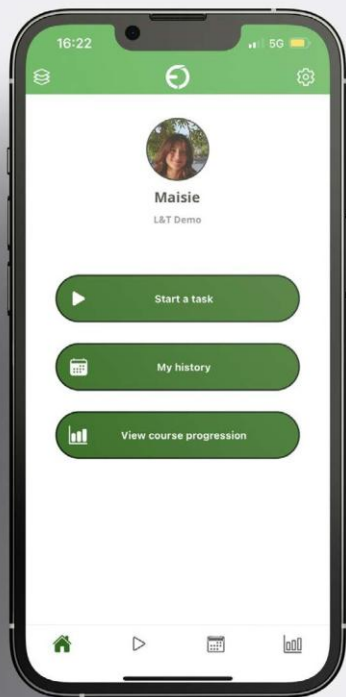 16:22
5G
Maisie
L&T Demo
Start a task
My history
View course progression